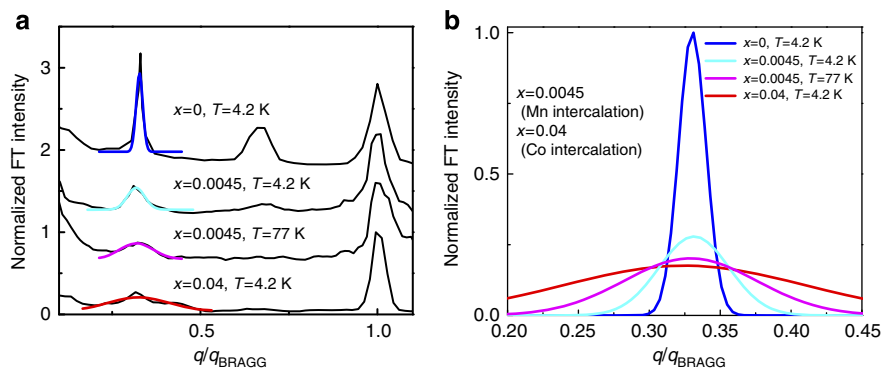 a
Normalized FT intensity
3
2
1
0
x=0, T=4.2 K
x=0.0045, T=4.2 K
x=0.0045, T=77 K
x=0.04, T=4.2 K
0.5
1.0
q/qBRAGG
b
Normalized FT intensity
1.0
0.5
0.0
x=0, T=4.2 K
x=0.0045, T=4.2 K
x=0.0045, T=77 K
x=0.04, T=4.2 K
x=0.0045
(Mn intercalation)
x=0.04
(Co intercalation)
0.20
0.25
0.30
0.35
0.40
0.45
q/qBRAGG